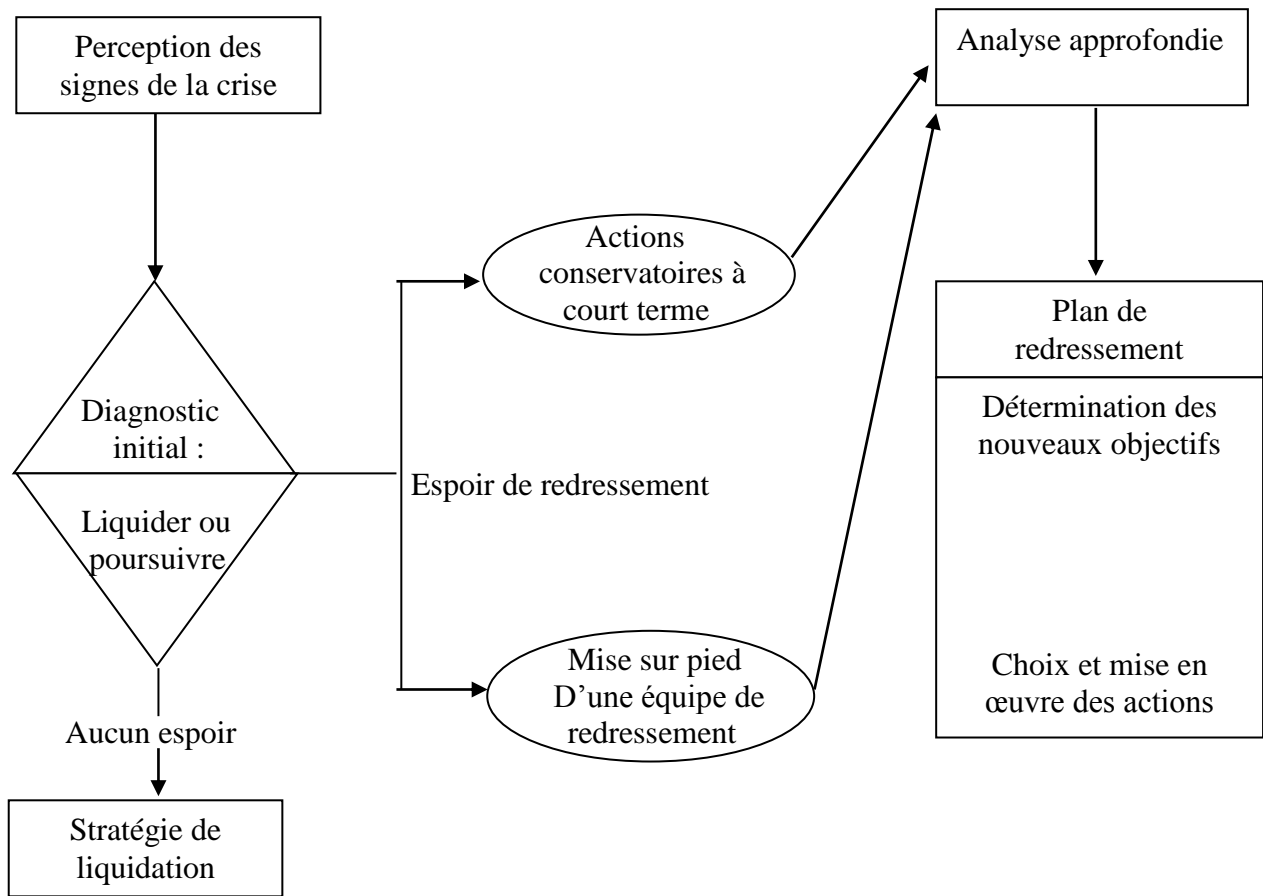 Perception des
signes de la crise
Diagnostic
initial :
Liquider ou
poursuivre
Aucun espoir
Stratégie de
liquidation
Espoir de redressement
Actions
conservatoires à
court terme
Mise sur pied
D’une équipe de
redressement
Analyse approfondie
Plan de
redressement
Détermination des
nouveaux objectifs
Choix et mise en
œuvre des actions